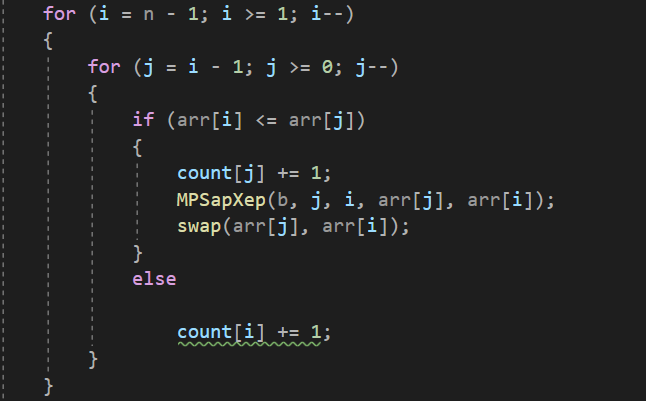 for (i = n - 1; i >= 1; i--)
{
for (j = i - 1; j >= 0; j--)
{
if (arr[i] <= arr[j])
{
count[j] += 1;
MPSapXep(b, j, i, arr[j], arr[i]);
swap(arr[j], arr[i]);
}
else
count[i] += 1;
}
}